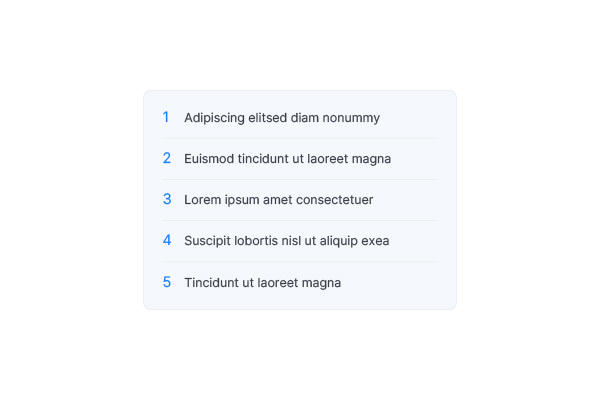 1 Adipiscing elitsed diam nonummy
2 Euismod tincidunt ut laoreet magna
3 Lorem ipsum amet consectetuer
4 Suscipit lobortis nisl ut aliquip exea
5 Tincidunt ut laoreet magna